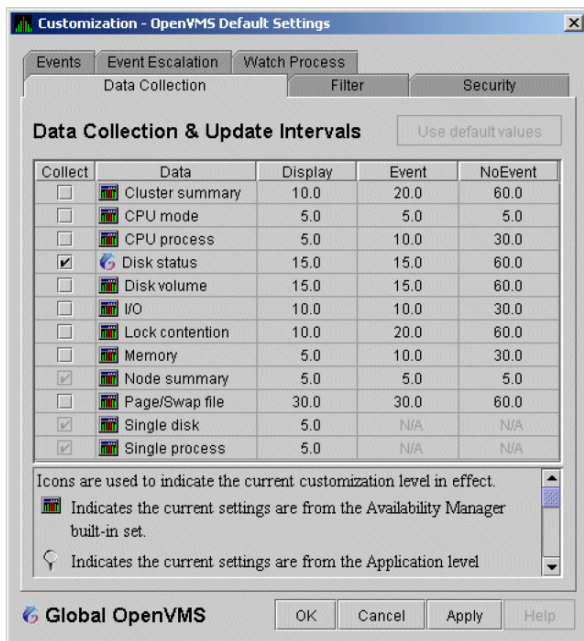 Customization - OpenVMS Default Settings
Events Event Escalation Watch Process
Data Collection Filter Security
Data Collection & Update Intervals Use default values
Collect Data Display Event NoEvent
Cluster summary 10.0 20.0 60.0
CPU mode 5.0 5.0 5.0
CPU process 5.0 10.0 30.0
Disk status 15.0 15.0 60.0
Disk volume 15.0 15.0 60.0
I/O 10.0 10.0 30.0
Lock contention 10.0 20.0 60.0
Memory 5.0 10.0 30.0
Node summary 5.0 5.0 5.0
Page/Swap file 30.0 30.0 60.0
Single disk 5.0 N/A N/A
Single process 5.0 N/A N/A
Icons are used to indicate the current customization level in effect.
Indicates the current settings are from the Availability Manager
built-in set.
Indicates the current settings are from the Application level
Global OpenVMS OK Cancel Apply Help